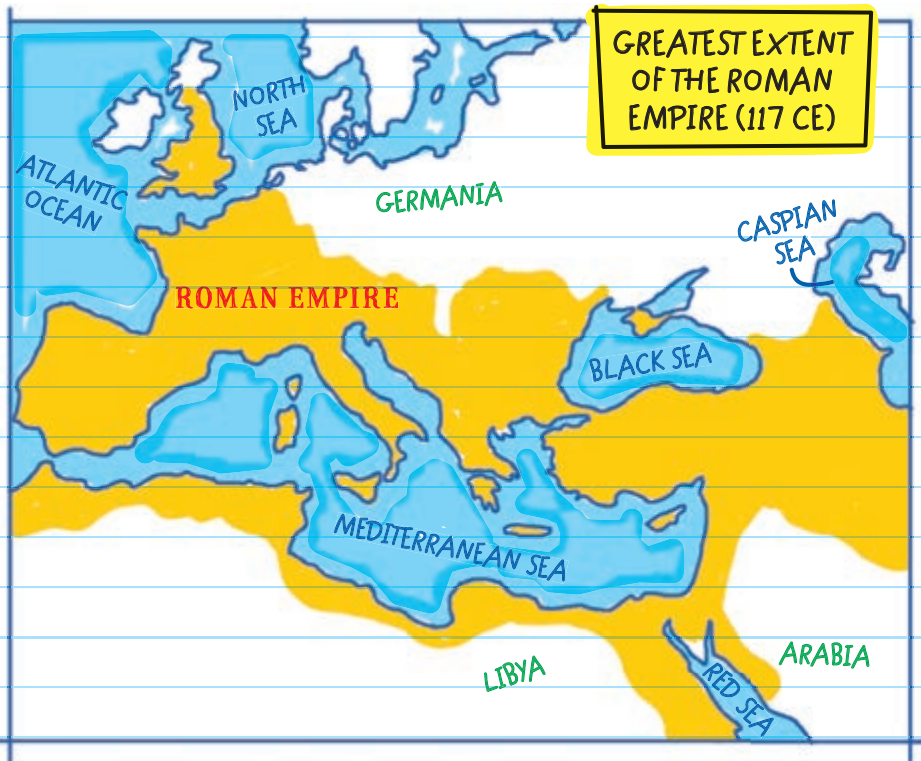 GREATEST EXTENT
OF THE ROMAN
EMPIRE (117 CE)
NORTH
SEA
ATLANTIC
OCEAN
GERMANIA
CASPIAN
SEA
ROMAN EMPIRE
BLACK SEA
MEDITERRANEAN SEA
LIBYA
ARABIA
RED SEA